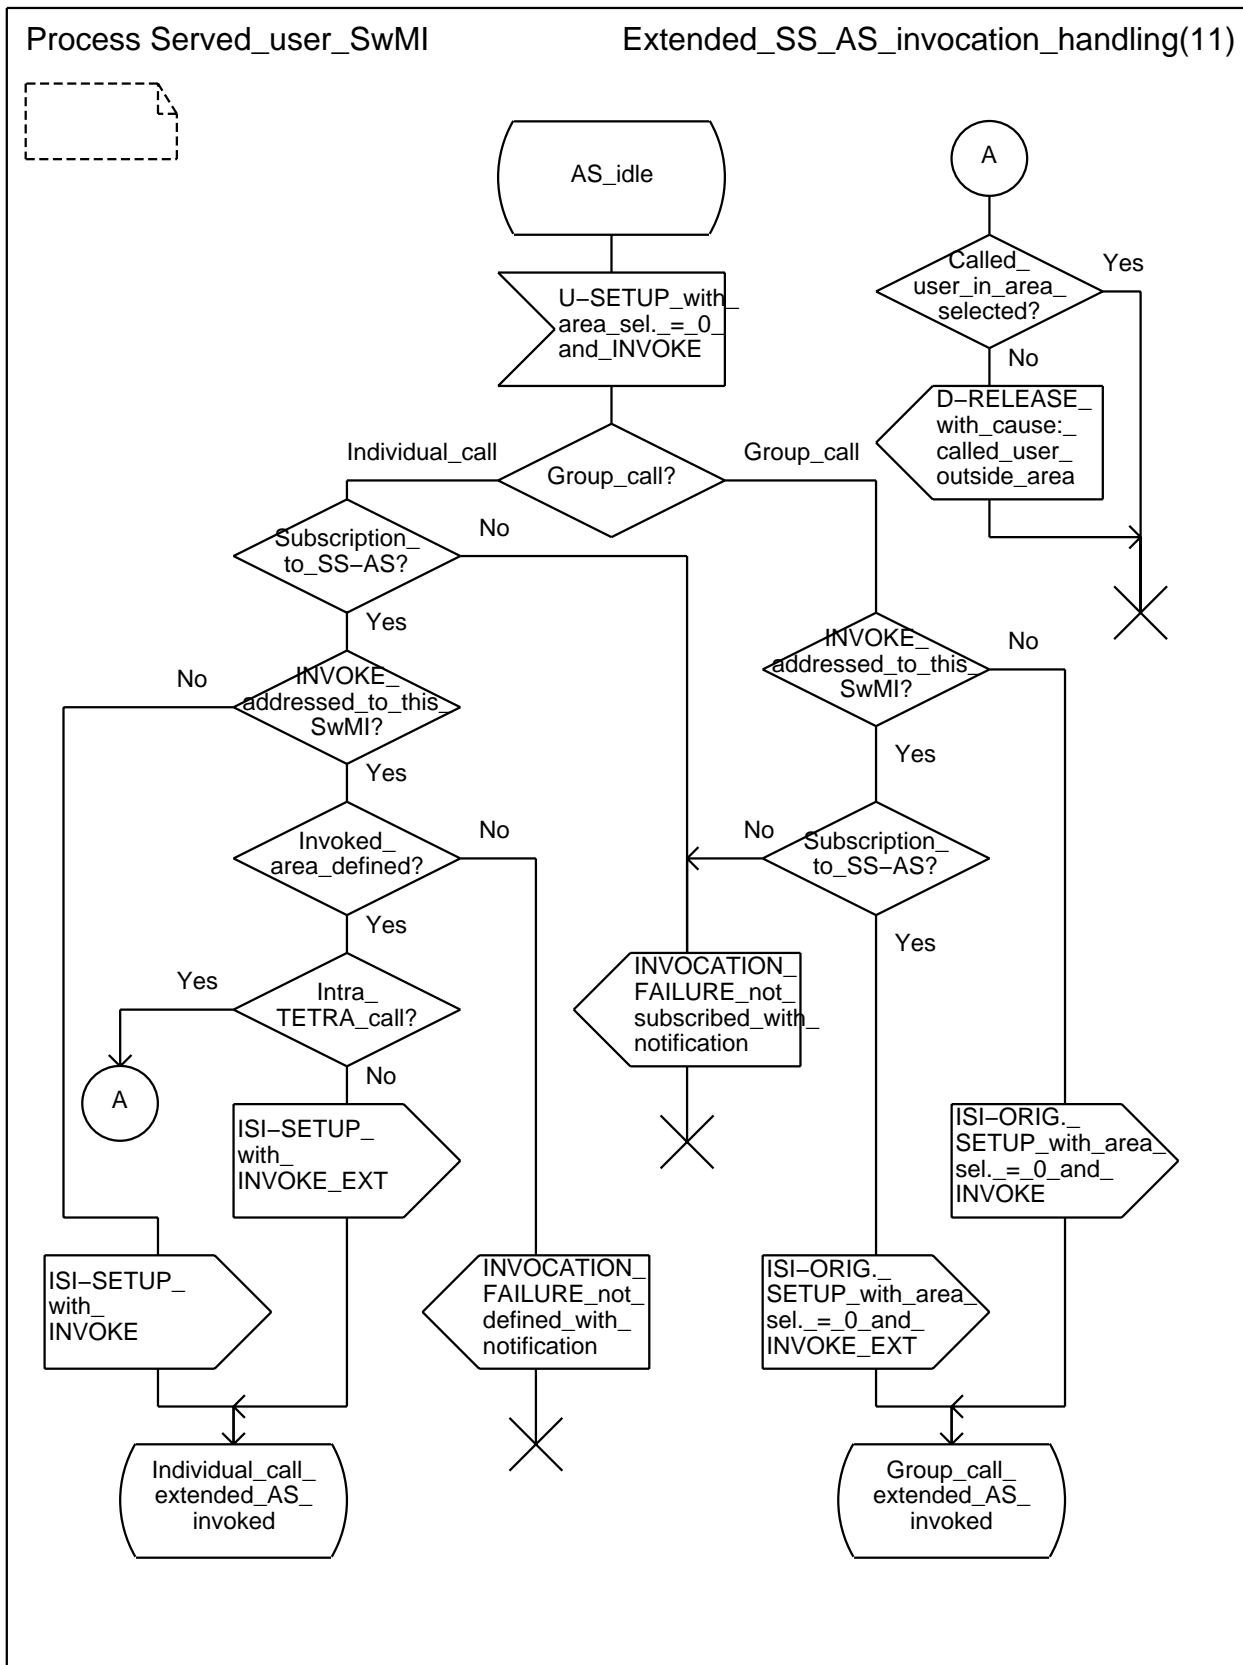 Process Served_user_SwMI
Extended_SS_AS_invocation_handling(11)
AS_idle
A
U−SETUP_with_
area_sel._=_0_
and_INVOKE
Called_
user_in_area_
selected?
Yes
No
D−RELEASE_
with_cause:_
called_user_
outside_area
Individual_call
Group_call?
Group_call
Subscription_
to_SS−AS?
No
Yes
INVOKE_
addressed_to_this_
SwMI?
No
Yes
INVOKE_
addressed_to_this_
SwMI?
No
Yes
Invoked_
area_defined?
No
Yes
Subscription_
to_SS−AS?
No
Yes
Intra_
TETRA_call?
Yes
No
INVOCATION_
FAILURE_not_
subscribed_with_
notification
A
ISI−SETUP_
with_
INVOKE_EXT
ISI−ORIG._
SETUP_with_area_
sel._=_0_and_
INVOKE
ISI−SETUP_
with_
INVOKE
INVOCATION_
FAILURE_not_
defined_with_
notification
ISI−ORIG._
SETUP_with_area_
sel._=_0_and_
INVOKE_EXT
Individual_call_
extended_AS_
invoked
Group_call_
extended_AS_
invoked